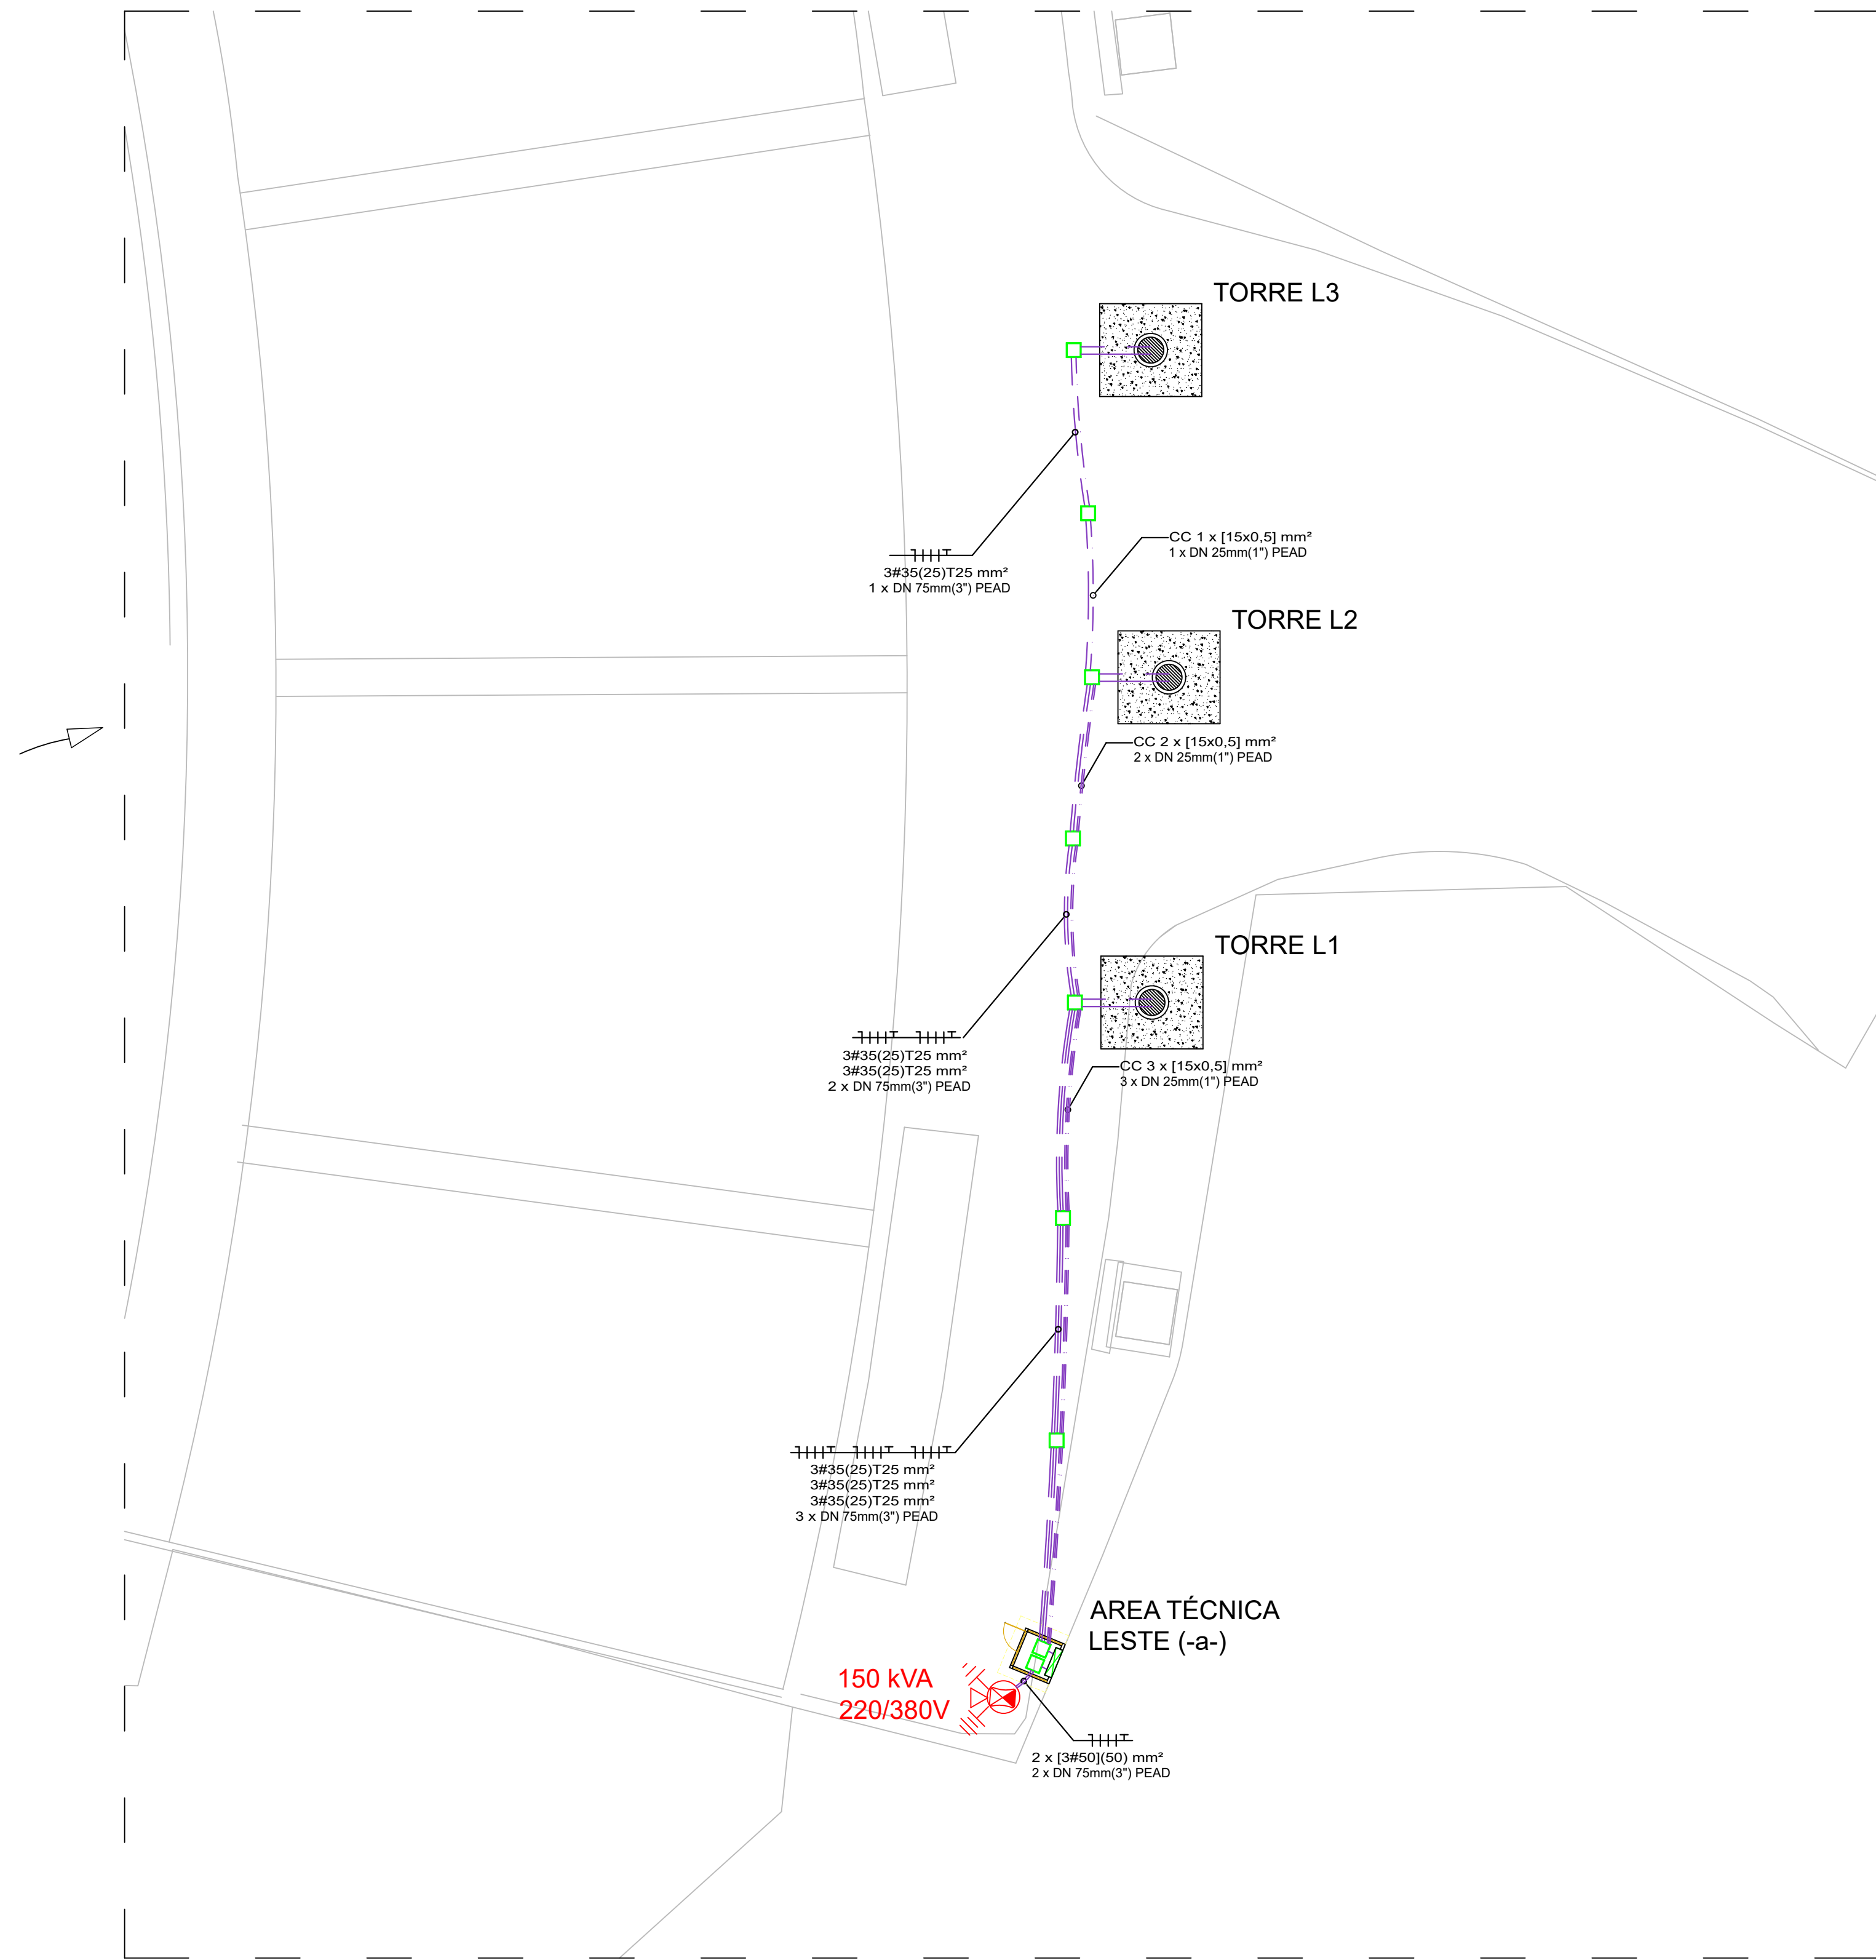 TORRE L3
CC 1 x [15x0,5] mm²
1 x DN 25mm(1") PEAD
3#35(25)T25 mm²
1 x DN 75mm(3") PEAD
TORRE L2
CC 2 x [15x0,5] mm²
2 x DN 25mm(1") PEAD
TORRE L1
3#35(25)T25 mm²
3#35(25)T25 mm²
2 x DN 75mm(3") PEAD
CC 3 x [15x0,5] mm²
3 x DN 25mm(1") PEAD
3#35(25)T25 mm²
3#35(25)T25 mm²
3#35(25)T25 mm²
3 x DN 75mm(3") PEAD
AREA TÉCNICA
LESTE (-a-)
150 kVA
220/380V
2 x [3#50](50) mm²
2 x DN 75mm(3") PEAD